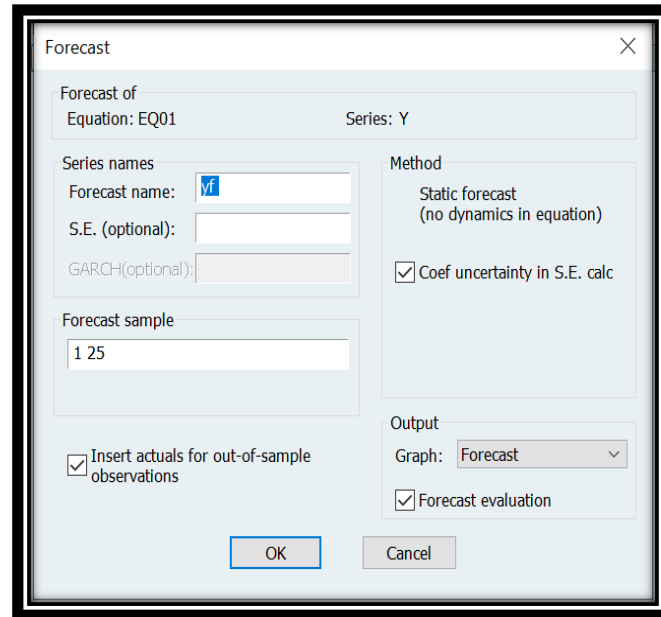 Forecast
Forecast of
Equation: EQ01 Series: Y
Series names
Forecast name: yf
S.E. (optional):
GARCH(optional):
Forecast sample
1 25
Insert actuals for out-of-sample
observations
Method
Static forecast
(no dynamics in equation)
Coef uncertainty in S.E. calc
Output
Graph: Forecast
Forecast evaluation
OK Cancel